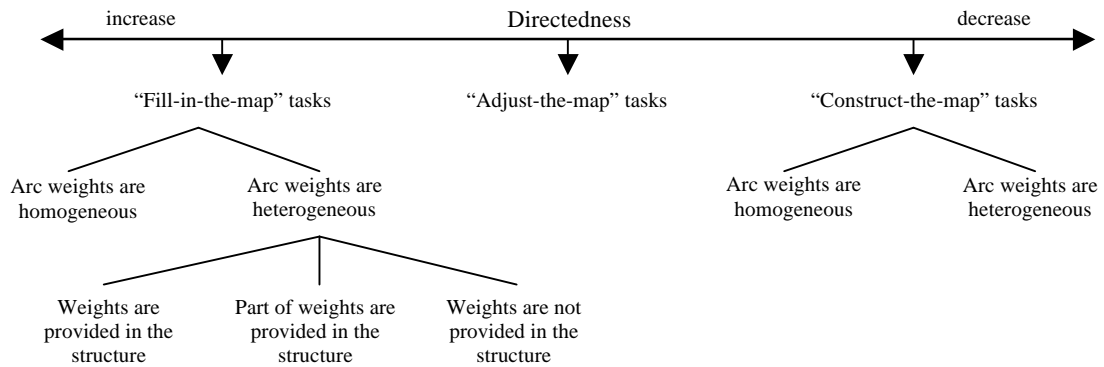 increase Directedness decrease
“Fill-in-the-map” tasks “Adjust-the-map” tasks “Construct-the-map” tasks
Arc weights are
homogeneous
Arc weights are
heterogeneous
Arc weights are
homogeneous
Arc weights are
heterogeneous
Weights are
provided in the
structure
Part of weights are
provided in the
structure
Weights are not
provided in the
structure